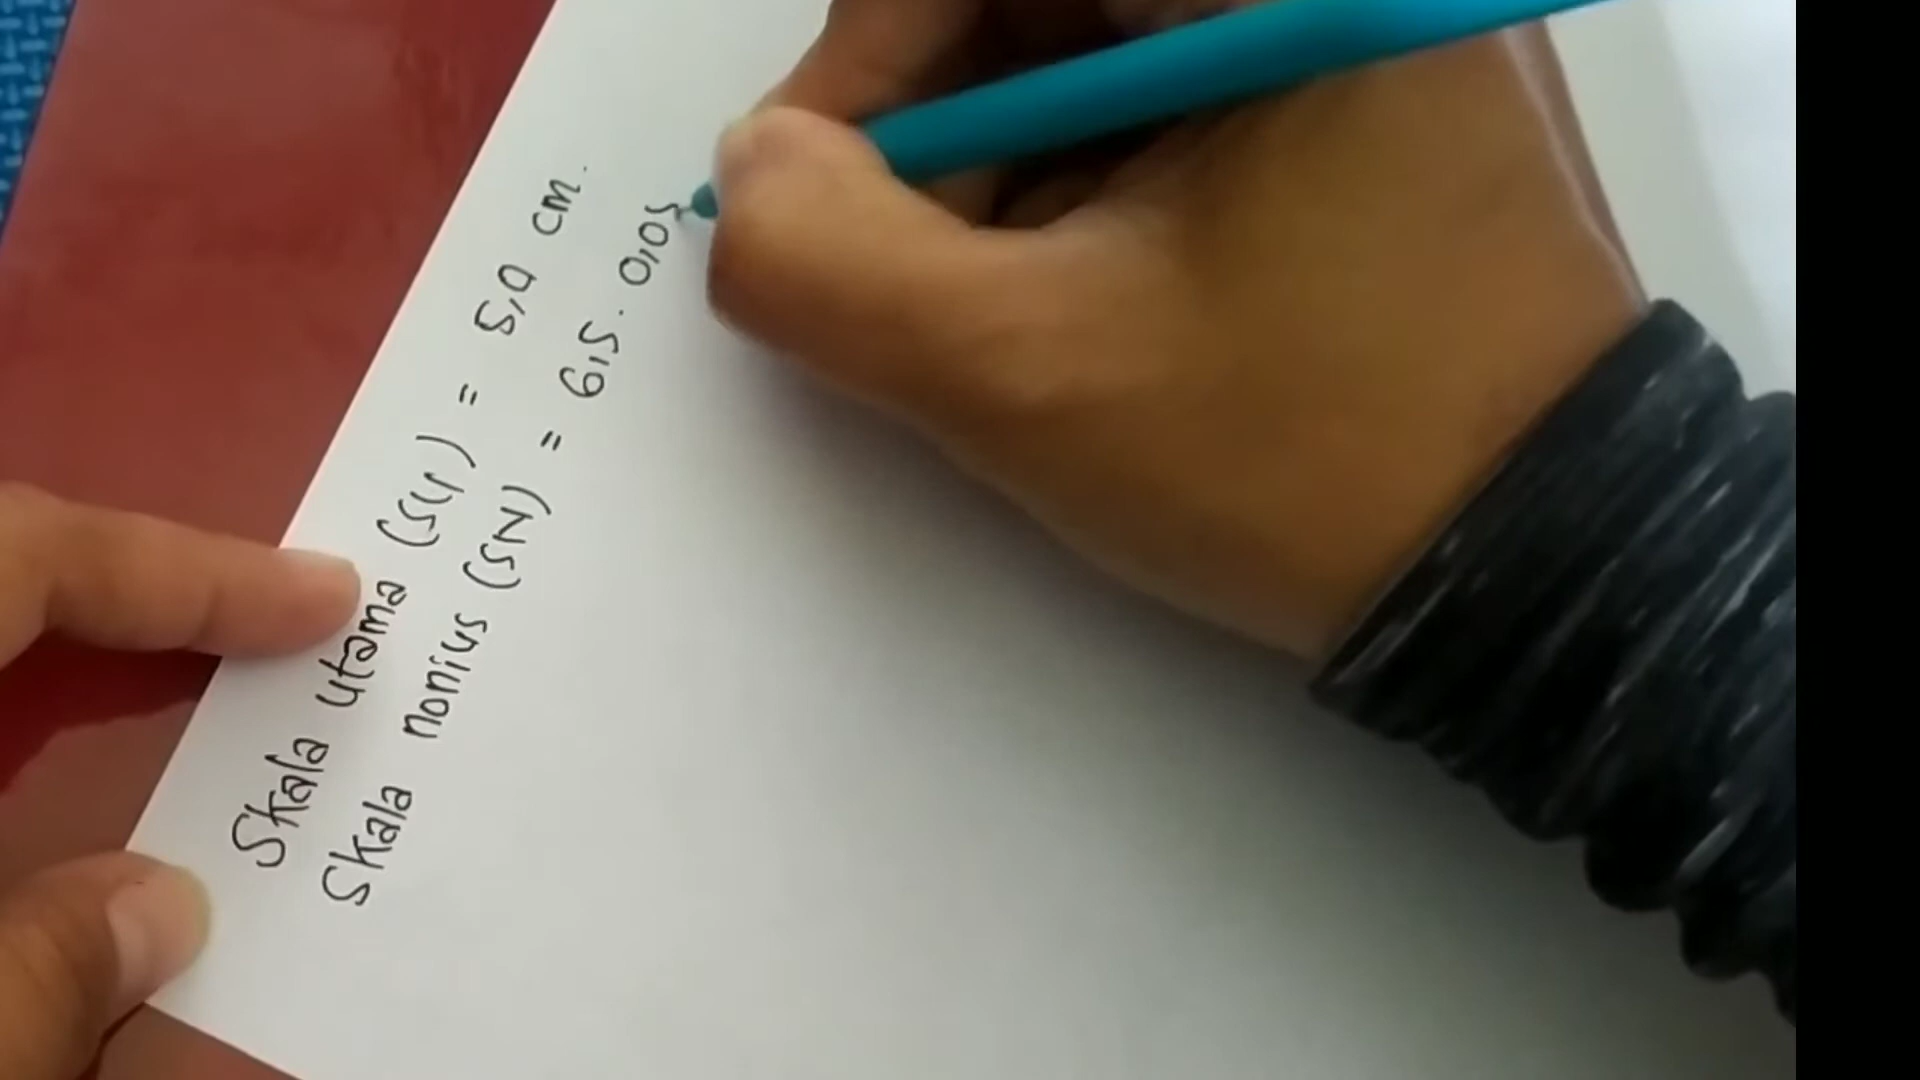 Skala utama (SU) = 5,0 cm.
Skala nonius (SN) = 6,5 . 0,05